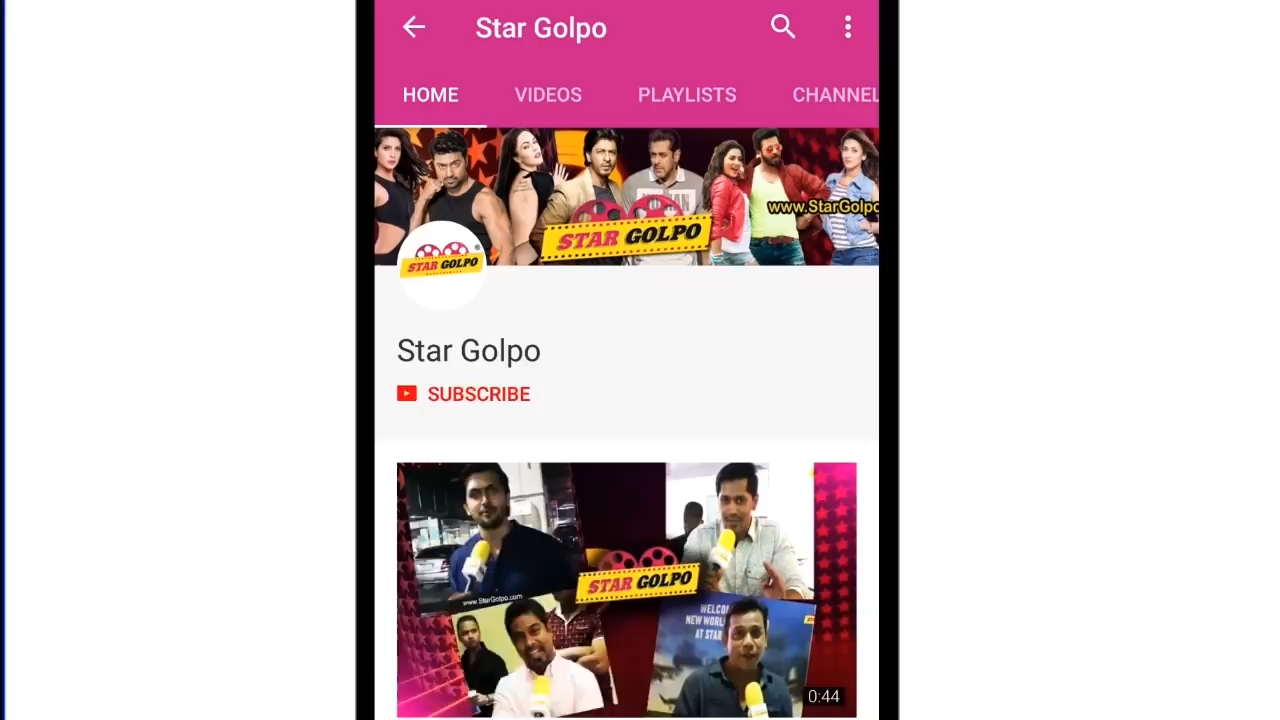 Star Golpo
HOME VIDEOS PLAYLISTS CHANNEL
www.StarGolpo
STAR GOLPO
STAR GOLPO
Star Golpo
SUBSCRIBE
STAR GOLPO
www.StarGolpo.com
WELCO
NEW WORL
AT STAR
0:44